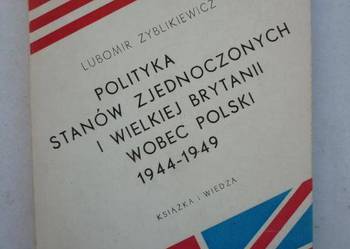 LUBOMIR ZYBLIKIEWICZ
POLITYKA
STANÓW ZJEDNOCZONYCH
I WIELKIEJ BRYTANII
WOBEC POLSKI
1944-1949
KSIĄŻKA I WIEDZA